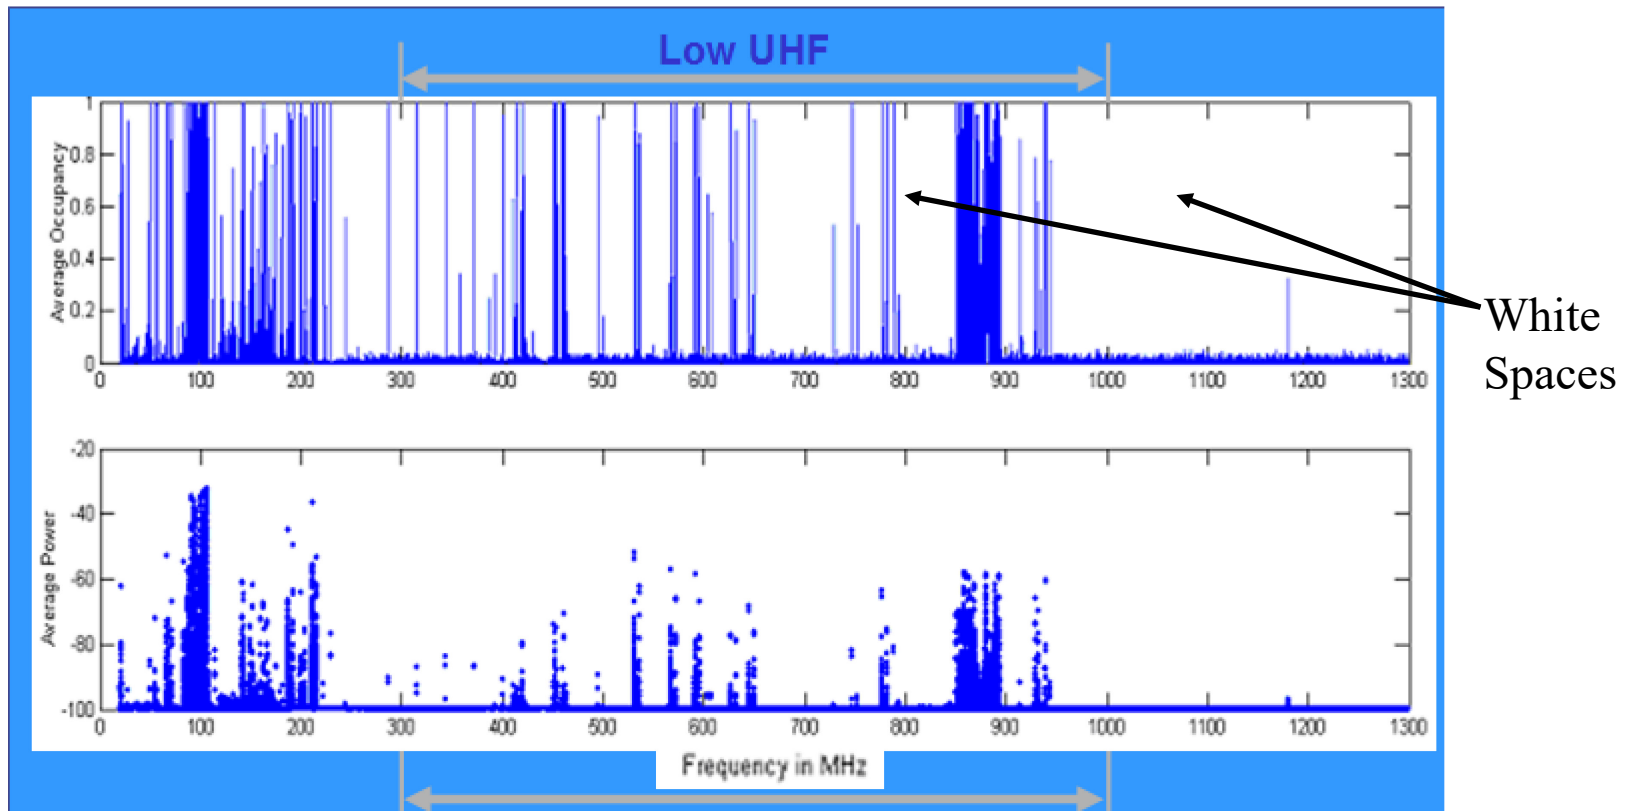 Low UHF
Average Occupancy
1
0.8
0.6
0.4
0.2
0
0 100 200 300 400 500 600 700 800 900 1000 1100 1200 1300
White
Spaces
Average Power
-20
-40
-60
-80
-100
0 100 200 300 400 500 600 700 800 900 1000 1100 1200 1300
Frequency in MHz